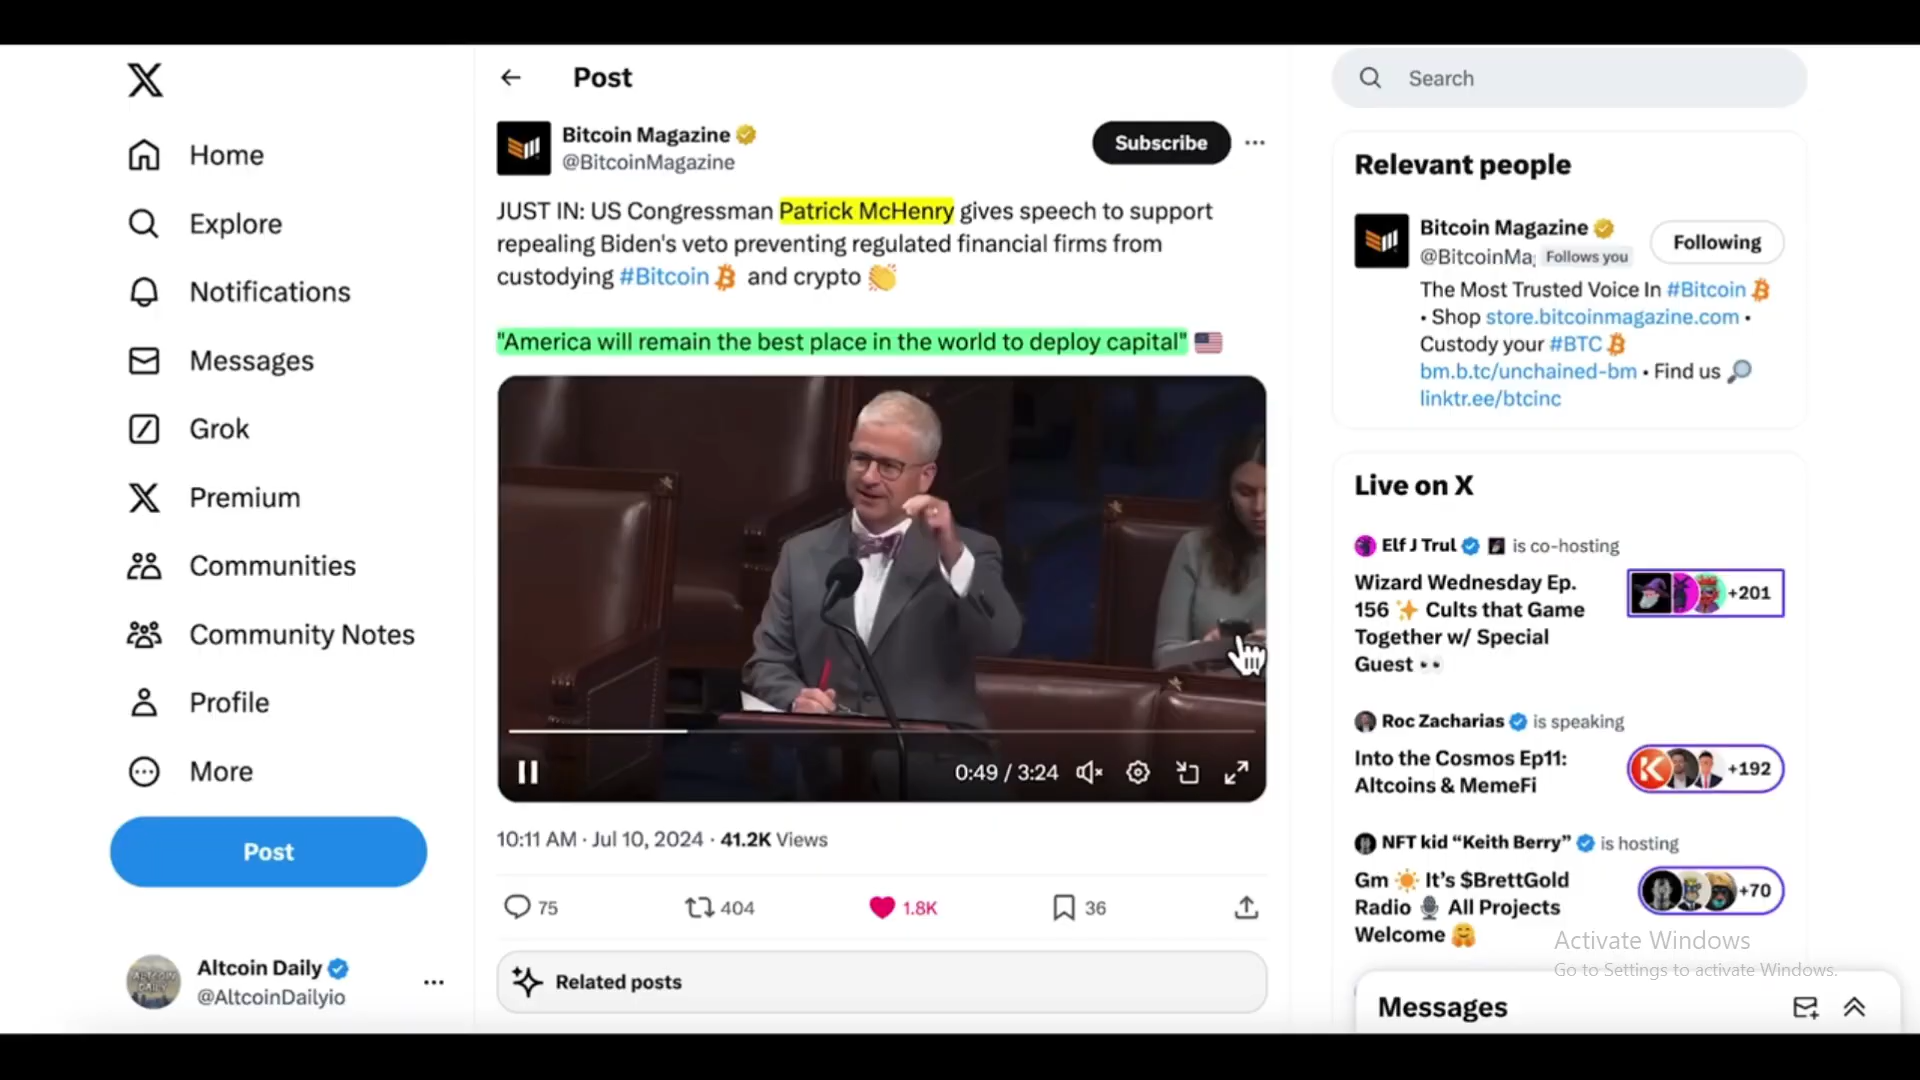 Home
Explore
Notifications
Messages
Grok
Premium
Communities
Community Notes
Profile
More
Post
Altcoin Daily
@AltcoinDailyio
Post
Bitcoin Magazine
@BitcoinMagazine
Subscribe
JUST IN: US Congressman Patrick McHenry gives speech to support
repealing Biden's veto preventing regulated financial firms from
custodying #Bitcoin and crypto 👏
"America will remain the best place in the world to deploy capital" 🇺🇸
0:49 / 3:24
10:11 AM · Jul 10, 2024 · 41.2K Views
75 404 1.8K 36
Related posts
Search
Relevant people
Bitcoin Magazine
@BitcoinMa Follows you
Following
The Most Trusted Voice In #Bitcoin
• Shop store.bitcoinmagazine.com •
Custody your #BTC
bm.b.tc/unchained-bm • Find us 🔎
linktr.ee/btcinc
Live on X
Elf J Trul is co-hosting
Wizard Wednesday Ep.
156 ✨ Cults that Game
Together w/ Special
Guest 👀
+201
Roc Zacharias is speaking
Into the Cosmos Ep11:
Altcoins & MemeFi
+192
NFT kid “Keith Berry” is hosting
Gm ☀️ It’s $BrettGold
Radio 🎙️ All Projects
Welcome 🤗
+70
Activate Windows
Go to Settings to activate Windows.
Messages